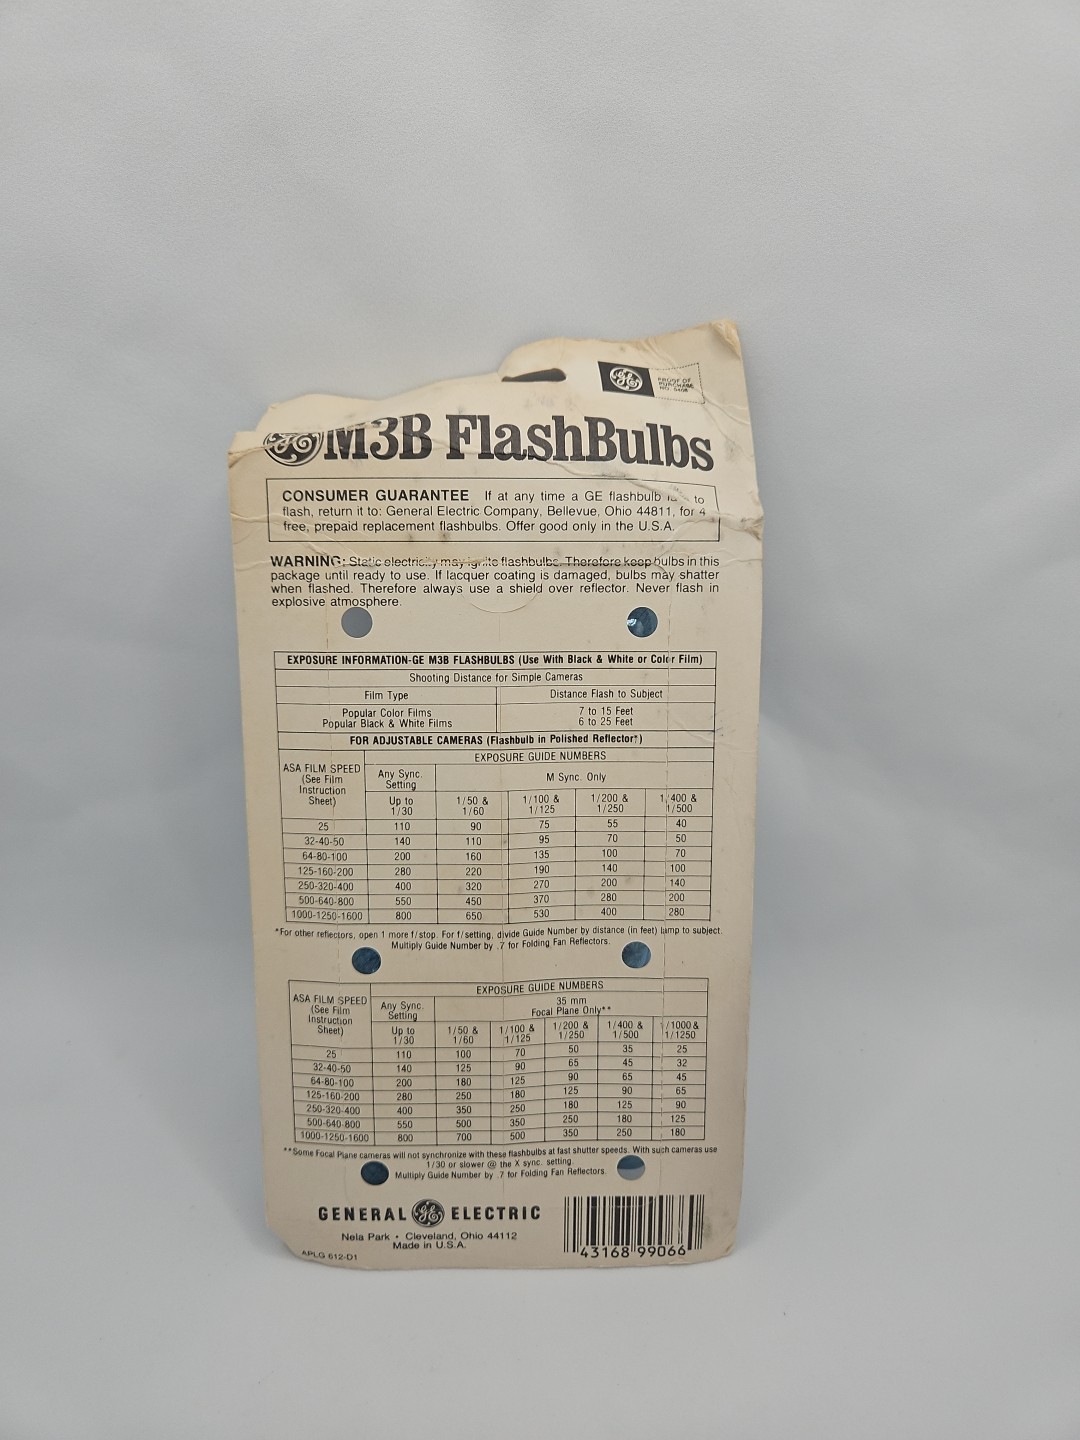 PROOF OF
PURCHASE
NO.
GE M3B FlashBulbs
CONSUMER GUARANTEE If at any time a GE flashbulb to
flash, return it to: General Electric Company, Bellevue, Ohio 44811, for 4
free, prepaid replacement flashbulbs. Offer good only in the U.S.A.
WARNING: Static electricity may ignite flashbulbs. Therefore keep bulbs in this
package until ready to use. If lacquer coating is damaged, bulbs may shatter
when flashed. Therefore always use a shield over reflector. Never flash in
explosive atmosphere.
EXPOSURE INFORMATION-GE M3B FLASHBULBS (Use With Black & White or Color Film)
Shooting Distance for Simple Cameras
Film Type Distance Flash to Subject
Popular Color Films 7 to 15 Feet
Popular Black & White Films 6 to 25 Feet
FOR ADJUSTABLE CAMERAS (Flashbulb in Polished Reflector*)
EXPOSURE GUIDE NUMBERS
ASA FILM SPEED
(See Film
Instruction
Sheet)
Any Sync.
Setting
M Sync. Only
Up to
1/30
1/50 &
1/60
1/100 &
1/125
1/200 &
1/250
1/400 &
1/500
25 110 90 75 55 40
32-40-50 140 110 95 70 50
64-80-100 200 160 135 100 70
125-160-200 280 220 190 140 100
250-320-400 400 320 270 200 140
500-640-800 550 450 370 280 200
1000-1250-1600 800 650 530 400 280
*For other reflectors, open 1 more f/stop. For f/setting, divide Guide Number by distance (in feet) lamp to subject.
Multiply Guide Number by .7 for Folding Fan Reflectors.
EXPOSURE GUIDE NUMBERS
ASA FILM SPEED
(See Film
Instruction
Sheet)
Any Sync.
Setting
35 mm
Focal Plane Only**
Up to
1/30
1/50 &
1/60
1/100 &
1/125
1/200 &
1/250
1/400 &
1/500
1/1000 &
1/1250
25 110 100 70 50 35 25
32-40-50 140 125 90 65 45 32
64-80-100 200 180 125 90 65 45
125-160-200 280 250 180 125 90 65
250-320-400 400 350 250 180 125 90
500-640-800 550 500 350 250 180 125
1000-1250-1600 800 700 500 350 250 180
**Some Focal Plane cameras will not synchronize with these flashbulbs at fast shutter speeds. With such cameras use
1/30 or slower @ the X sync. setting.
Multiply Guide Number by .7 for Folding Fan Reflectors.
GENERAL GE ELECTRIC
Nela Park • Cleveland, Ohio 44112
Made in U.S.A.
APLG 612-D1
43168 99066